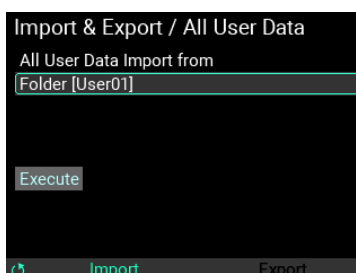 Import & Export / All User Data
All User Data Import from
Folder [User01]
Execute
Import Export